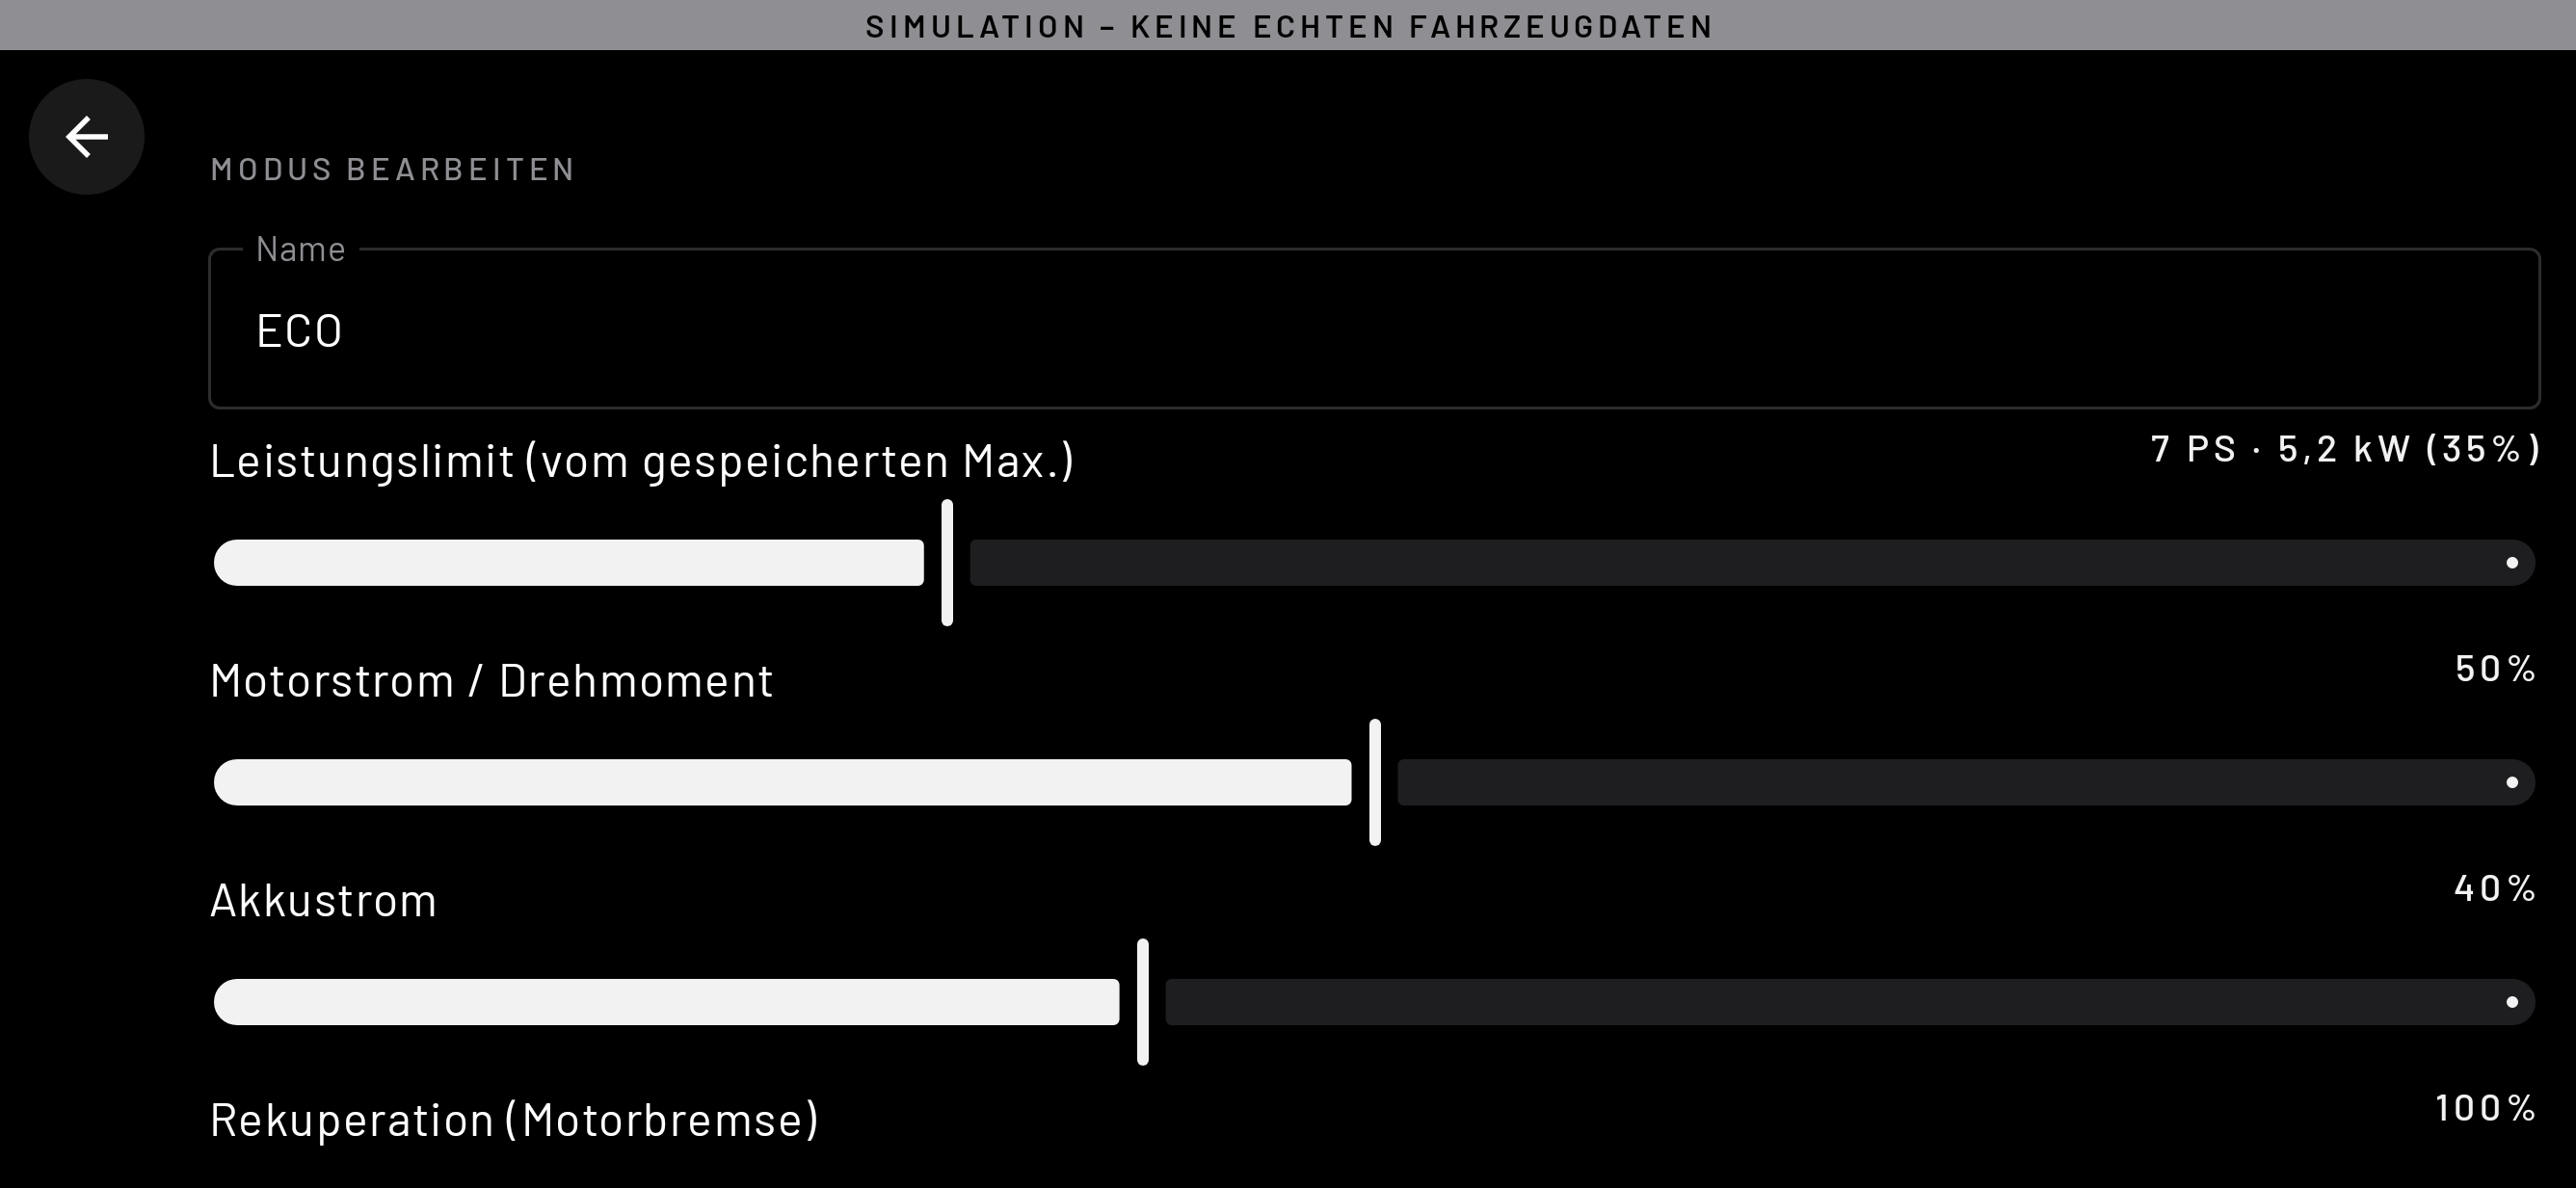 SIMULATION – KEINE ECHTEN FAHRZEUGDATEN
MODUS BEARBEITEN
Name
ECO
Leistungslimit (vom gespeicherten Max.) 7 PS · 5,2 kW (35%)
Motorstrom / Drehmoment 50%
Akkustrom 40%
Rekuperation (Motorbremse) 100%